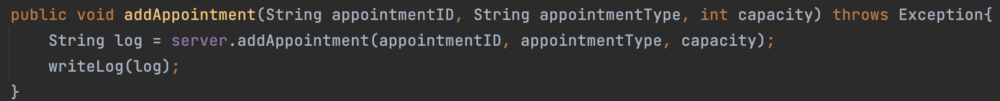 public void addAppointment(String appointmentID, String appointmentType, int capacity) throws Exception{
    String log = server.addAppointment(appointmentID, appointmentType, capacity);
    writeLog(log);
}